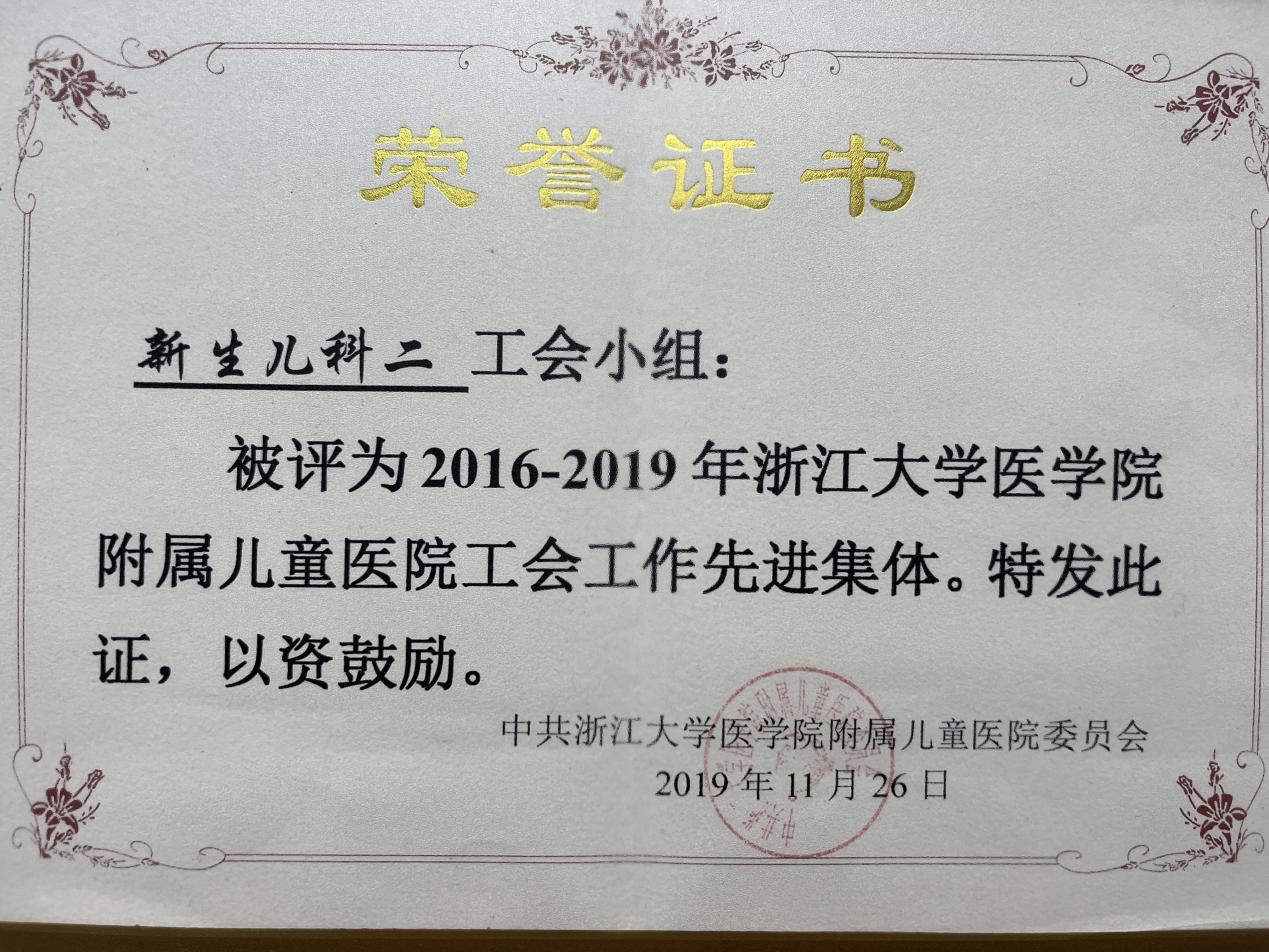 荣誉证书
新生儿科二 工会小组：
被评为2016-2019年浙江大学医学院
附属儿童医院工会工作先进集体。特发此
证，以资鼓励。
中共浙江大学医学院附属儿童医院委员会
2019年11月26日